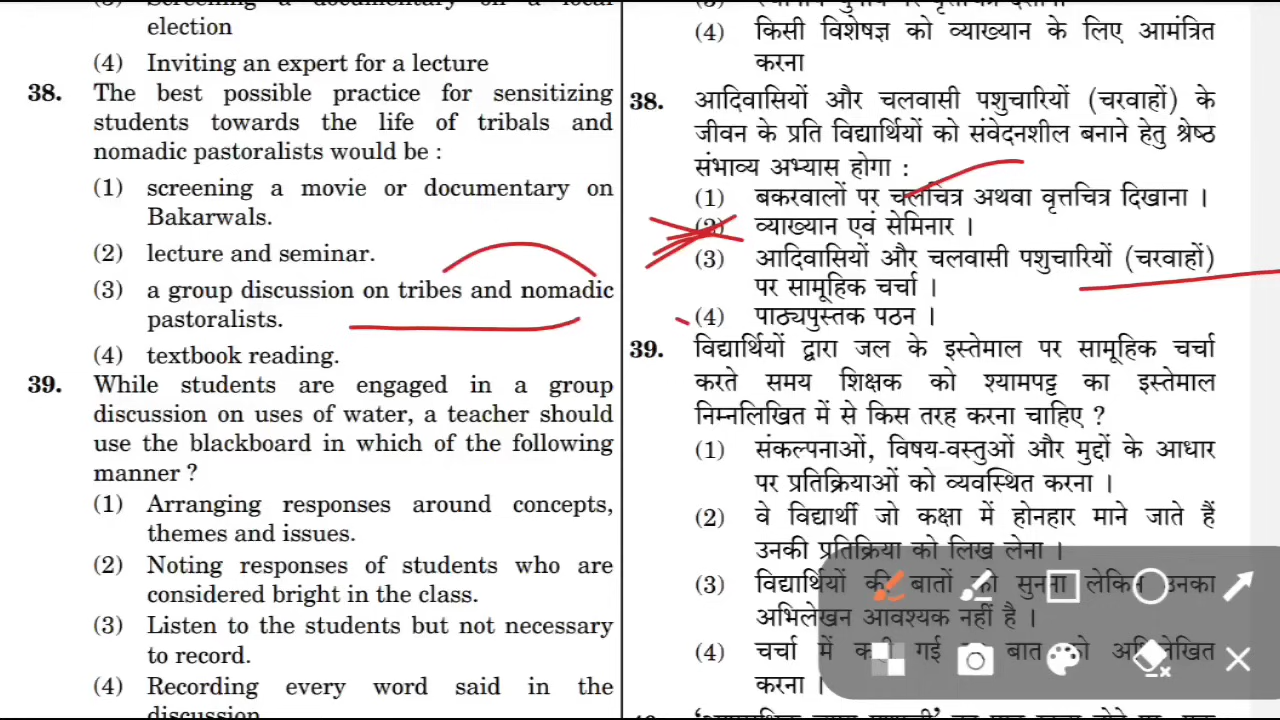 election
(4) Inviting an expert for a lecture
38. The best possible practice for sensitizing
students towards the life of tribals and
nomadic pastoralists would be :
(1) screening a movie or documentary on
Bakarwals.
(2) lecture and seminar.
(3) a group discussion on tribes and nomadic
pastoralists.
(4) textbook reading.
39. While students are engaged in a group
discussion on uses of water, a teacher should
use the blackboard in which of the following
manner ?
(1) Arranging responses around concepts,
themes and issues.
(2) Noting responses of students who are
considered bright in the class.
(3) Listen to the students but not necessary
to record.
(4) Recording every word said in the
discussion.
(4) किसी विशेषज्ञ को व्याख्यान के लिए आमंत्रित
करना
38. आदिवासियों और चलवासी पशुचारियों (चरवाहों) के
जीवन के प्रति विद्यार्थियों को संवेदनशील बनाने हेतु श्रेष्ठ
संभाव्य अभ्यास होगा :
(1) बकरवालों पर चलचित्र अथवा वृत्तचित्र दिखाना ।
(2) व्याख्यान एवं सेमिनार ।
(3) आदिवासियों और चलवासी पशुचारियों (चरवाहों)
पर सामूहिक चर्चा ।
(4) पाठ्यपुस्तक पठन ।
39. विद्यार्थियों द्वारा जल के इस्तेमाल पर सामूहिक चर्चा
करते समय शिक्षक को श्यामपट्ट का इस्तेमाल
निम्नलिखित में से किस तरह करना चाहिए ?
(1) संकल्पनाओं, विषय-वस्तुओं और मुद्दों के आधार
पर प्रतिक्रियाओं को व्यवस्थित करना ।
(2) वे विद्यार्थी जो कक्षा में होनहार माने जाते हैं
उनकी प्रतिक्रिया को लिख लेना ।
(3) विद्यार्थियों की बातों को सुनना लेकिन उनका
अभिलेखन आवश्यक नहीं है ।
(4) चर्चा में गई बात को अभिलेखित
करना ।